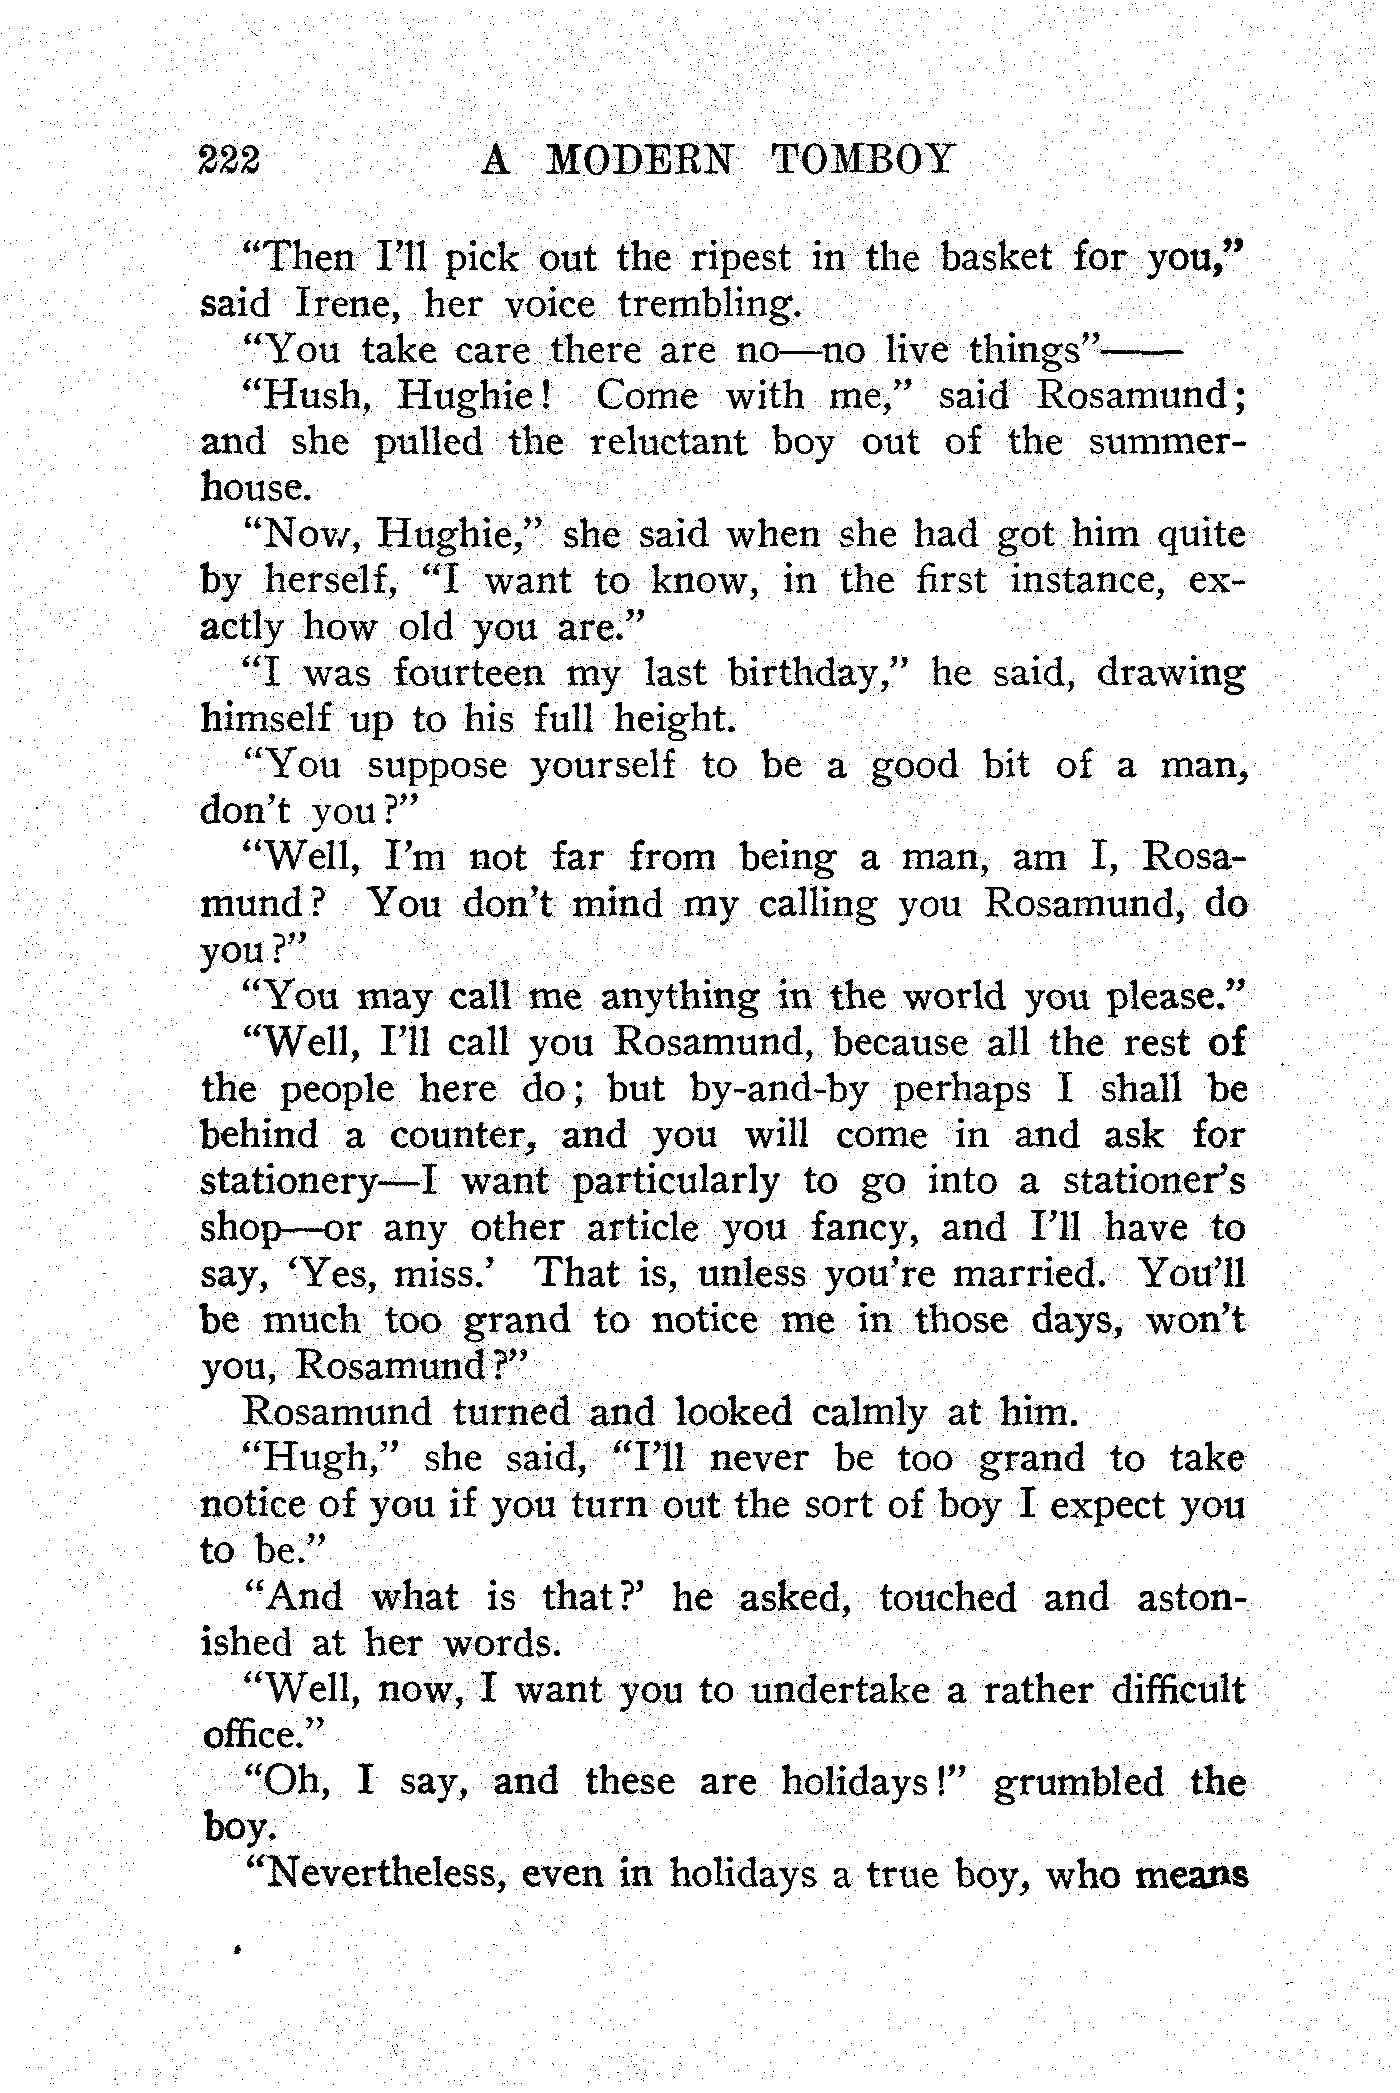 222 A MODERN TOMBOY
“Then I’ll pick out the ripest in the basket for you,”
said Irene, her voice trembling.
“You take care there are no—no live things”——
“Hush, Hughie! Come with me,” said Rosamund;
and she pulled the reluctant boy out of the summer-
house.
“Now, Hughie,” she said when she had got him quite
by herself, “I want to know, in the first instance, ex-
actly how old you are.”
“I was fourteen my last birthday,” he said, drawing
himself up to his full height.
“You suppose yourself to be a good bit of a man,
don’t you?”
“Well, I’m not far from being a man, am I, Rosa-
mund? You don’t mind my calling you Rosamund, do
you?”
“You may call me anything in the world you please.”
“Well, I’ll call you Rosamund, because all the rest of
the people here do; but by-and-by perhaps I shall be
behind a counter, and you will come in and ask for
stationery—I want particularly to go into a stationer’s
shop—or any other article you fancy, and I’ll have to
say, ‘Yes, miss.’ That is, unless you’re married. You’ll
be much too grand to notice me in those days, won’t
you, Rosamund?”
Rosamund turned and looked calmly at him.
“Hugh,” she said, “I’ll never be too grand to take
notice of you if you turn out the sort of boy I expect you
to be.”
“And what is that?’ he asked, touched and aston-
ished at her words.
“Well, now, I want you to undertake a rather difficult
office.”
“Oh, I say, and these are holidays!” grumbled the
boy.
“Nevertheless, even in holidays a true boy, who means